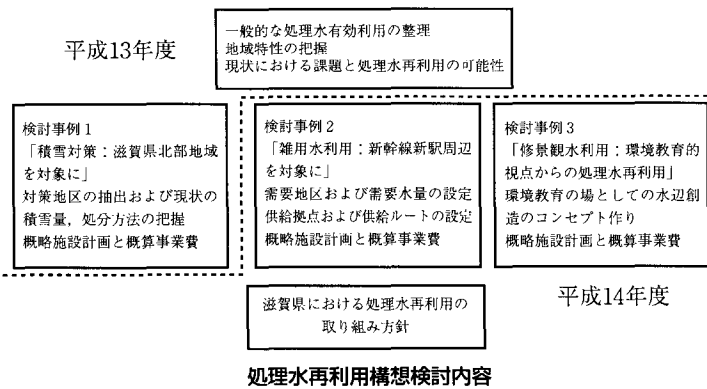 平成13年度
一般的な処理水有効利用の整理
地域特性の把握
現状における課題と処理水再利用の可能性
検討事例1
「積雪対策：滋賀県北部地域
を対象に」
対策地区の抽出および現状の
積雪量，処分方法の把握
概略施設計画と概算事業費
検討事例2
「雑用水利用：新幹線新駅周辺
を対象に」
需要地区および需要水量の設定
供給拠点および供給ルートの設定
概略施設計画と概算事業費
検討事例3
「修景観水利用：環境教育的
視点からの処理水再利用」
環境教育の場としての水辺創
造のコンセプト作り
概略施設計画と概算事業費
滋賀県における処理水再利用の
取り組み方針
平成14年度
処理水再利用構想検討内容